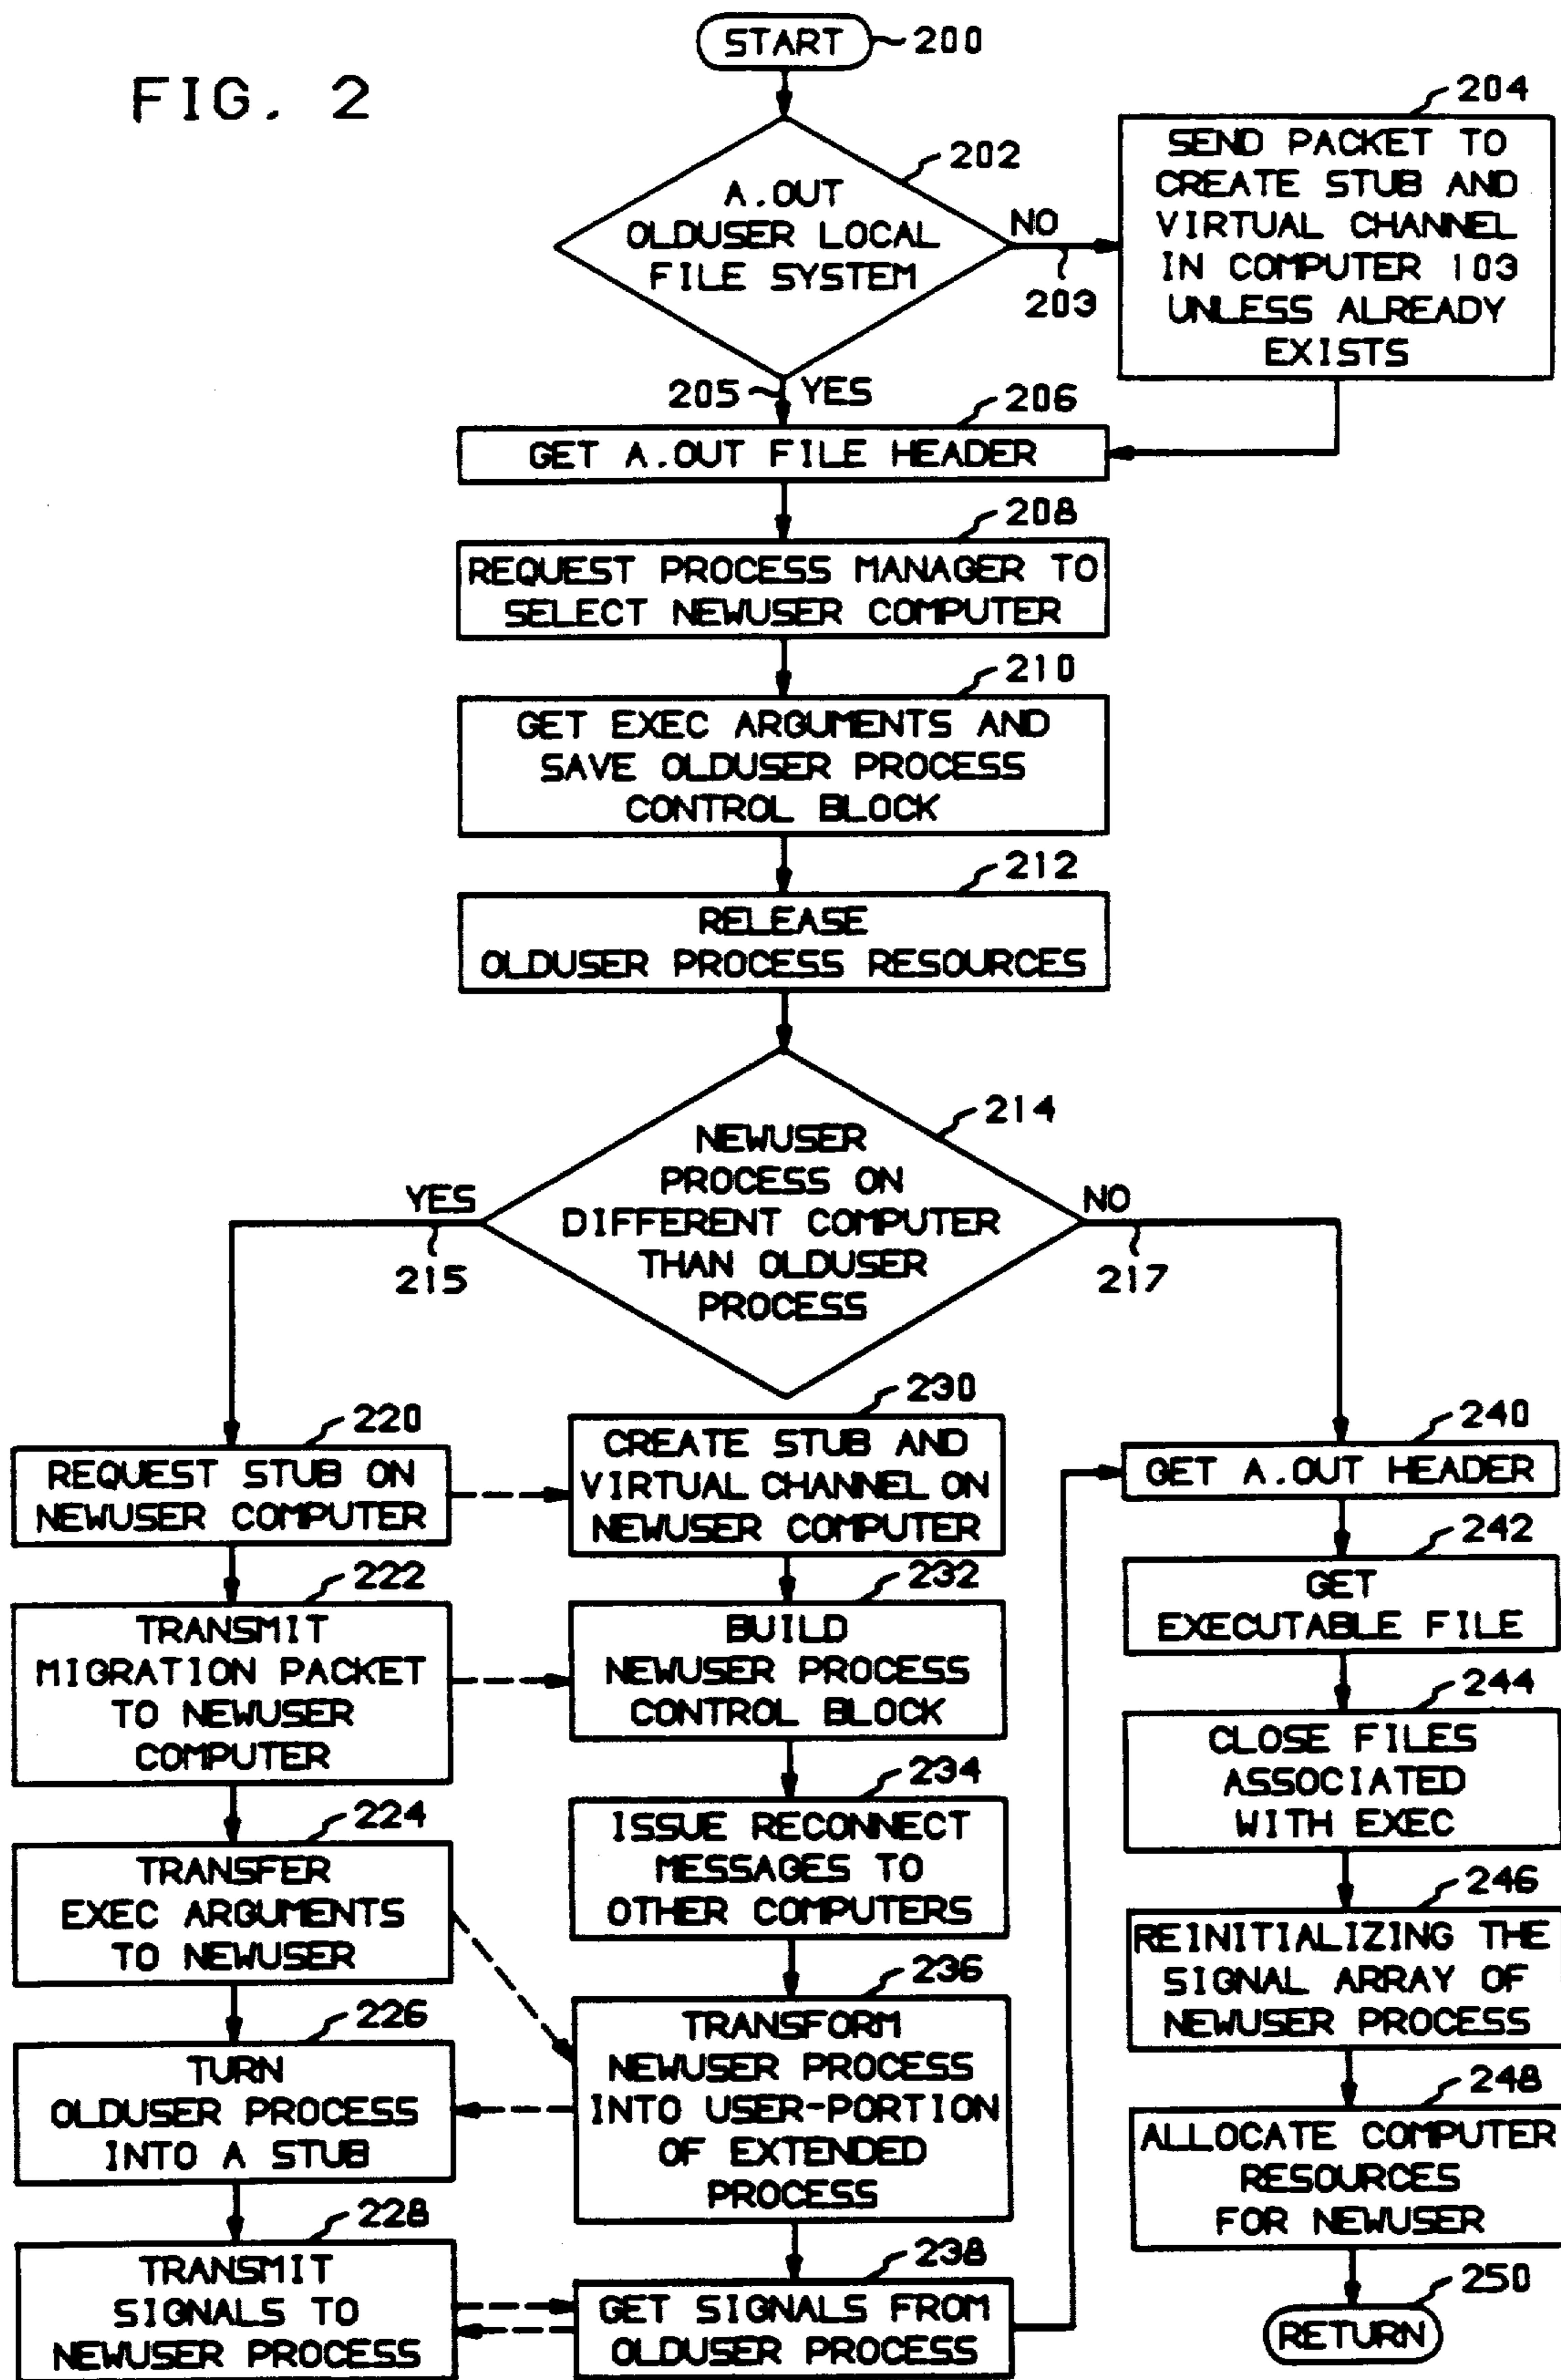 FIG. 2
START
200
202
A.OUT
OLDUSER LOCAL
FILE SYSTEM
NO
203
204
SEND PACKET TO
CREATE STUB AND
VIRTUAL CHANNEL
IN COMPUTER 103
UNLESS ALREADY
EXISTS
205
YES
206
GET A.OUT FILE HEADER
208
REQUEST PROCESS MANAGER TO
SELECT NEWUSER COMPUTER
210
GET EXEC ARGUMENTS AND
SAVE OLDUSER PROCESS
CONTROL BLOCK
212
RELEASE
OLDUSER PROCESS RESOURCES
214
NEWUSER
PROCESS ON
DIFFERENT COMPUTER
THAN OLDUSER
PROCESS
YES
215
NO
217
220
REQUEST STUB ON
NEWUSER COMPUTER
222
TRANSMIT
MIGRATION PACKET
TO NEWUSER
COMPUTER
224
TRANSFER
EXEC ARGUMENTS
TO NEWUSER
226
TURN
OLDUSER PROCESS
INTO A STUB
228
TRANSMIT
SIGNALS TO
NEWUSER PROCESS
230
CREATE STUB AND
VIRTUAL CHANNEL ON
NEWUSER COMPUTER
232
BUILD
NEWUSER PROCESS
CONTROL BLOCK
234
ISSUE RECONNECT
MESSAGES TO
OTHER COMPUTERS
236
TRANSFORM
NEWUSER PROCESS
INTO USER-PORTION
OF EXTENDED
PROCESS
238
GET SIGNALS FROM
OLDUSER PROCESS
240
GET A.OUT HEADER
242
GET
EXECUTABLE FILE
244
CLOSE FILES
ASSOCIATED
WITH EXEC
246
REINITIALIZING THE
SIGNAL ARRAY OF
NEWUSER PROCESS
248
ALLOCATE COMPUTER
RESOURCES
FOR NEWUSER
250
RETURN